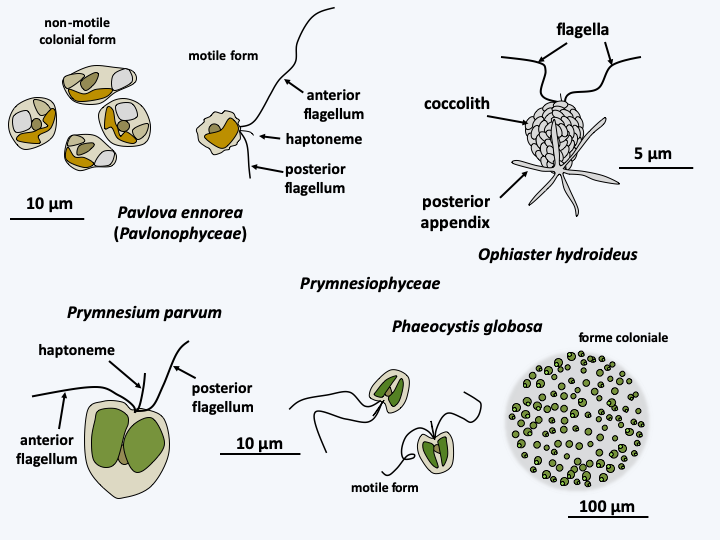 non-motile
colonial form
motile form
anterior
flagellum
haptoneme
posterior
flagellum
10 µm
Pavlova ennorea
(Pavlonophyceae)
flagella
coccolith
5 µm
posterior
appendix
Ophiaster hydroideus
Prymnesiophyceae
Prymnesium parvum
haptoneme
posterior
flagellum
anterior
flagellum
10 µm
Phaeocystis globosa
forme coloniale
motile form
100 µm